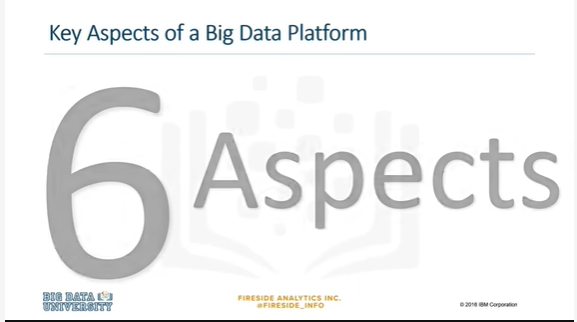 Key Aspects of a Big Data Platform
6 Aspects
BIG DATA
UNIVERSITY
FIRESIDE ANALYTICS INC.
@FIRESIDE_INFO
© 2016 IBM Corporation